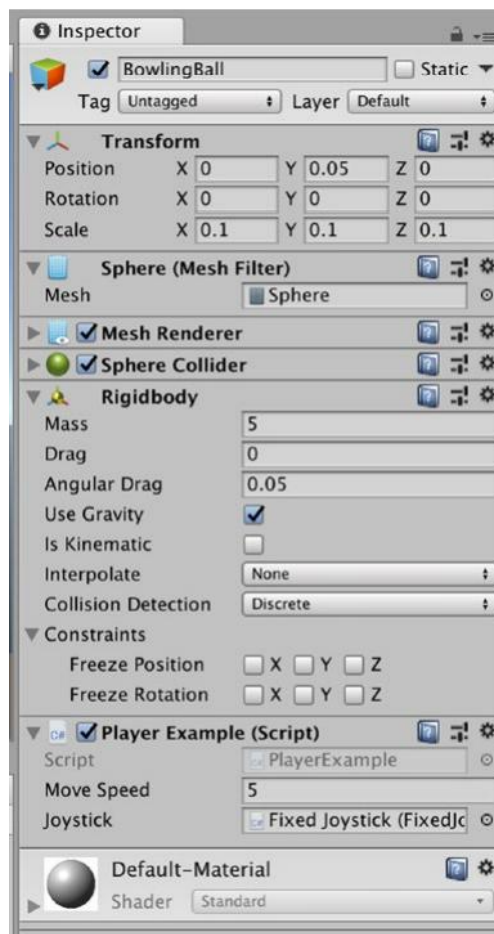 Inspector
BowlingBall Static
Tag Untagged Layer Default
Transform
Position X 0 Y 0.05 Z 0
Rotation X 0 Y 0 Z 0
Scale X 0.1 Y 0.1 Z 0.1
Sphere (Mesh Filter)
Mesh Sphere
Mesh Renderer
Sphere Collider
Rigidbody
Mass 5
Drag 0
Angular Drag 0.05
Use Gravity
Is Kinematic
Interpolate None
Collision Detection Discrete
Constraints
Freeze Position X Y Z
Freeze Rotation X Y Z
C# Player Example (Script)
Script PlayerExample
Move Speed 5
Joystick Fixed Joystick (FixedJo
Default-Material
Shader Standard